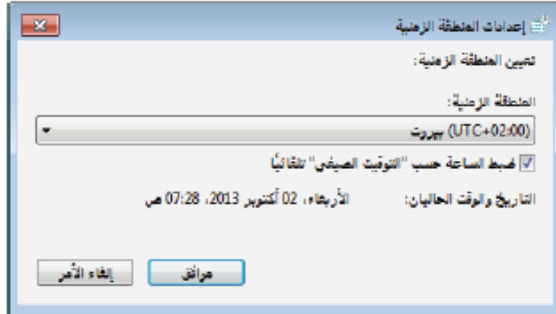 إعدادات المنطقة الزمنية
تعيين المنطقة الزمنية:
المنطقة الزمنية:
(UTC+02:00) بيروت
ضبط الساعة حسب "التوقيت الصيفي" تلقائيًا
التاريخ والوقت الحاليان: الأربعاء، 02 أكتوبر 2013، 07:28 ص
موافق إلغاء الأمر